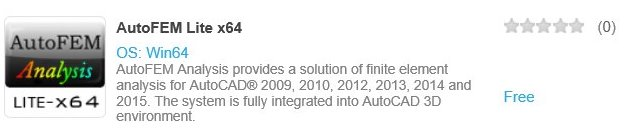 AutoFEM
Analysis
LITE-x64
AutoFEM Lite x64
(0)
OS: Win64
AutoFEM Analysis provides a solution of finite element
analysis for AutoCAD® 2009, 2010, 2012, 2013, 2014 and
2015. The system is fully integrated into AutoCAD 3D
environment.
Free